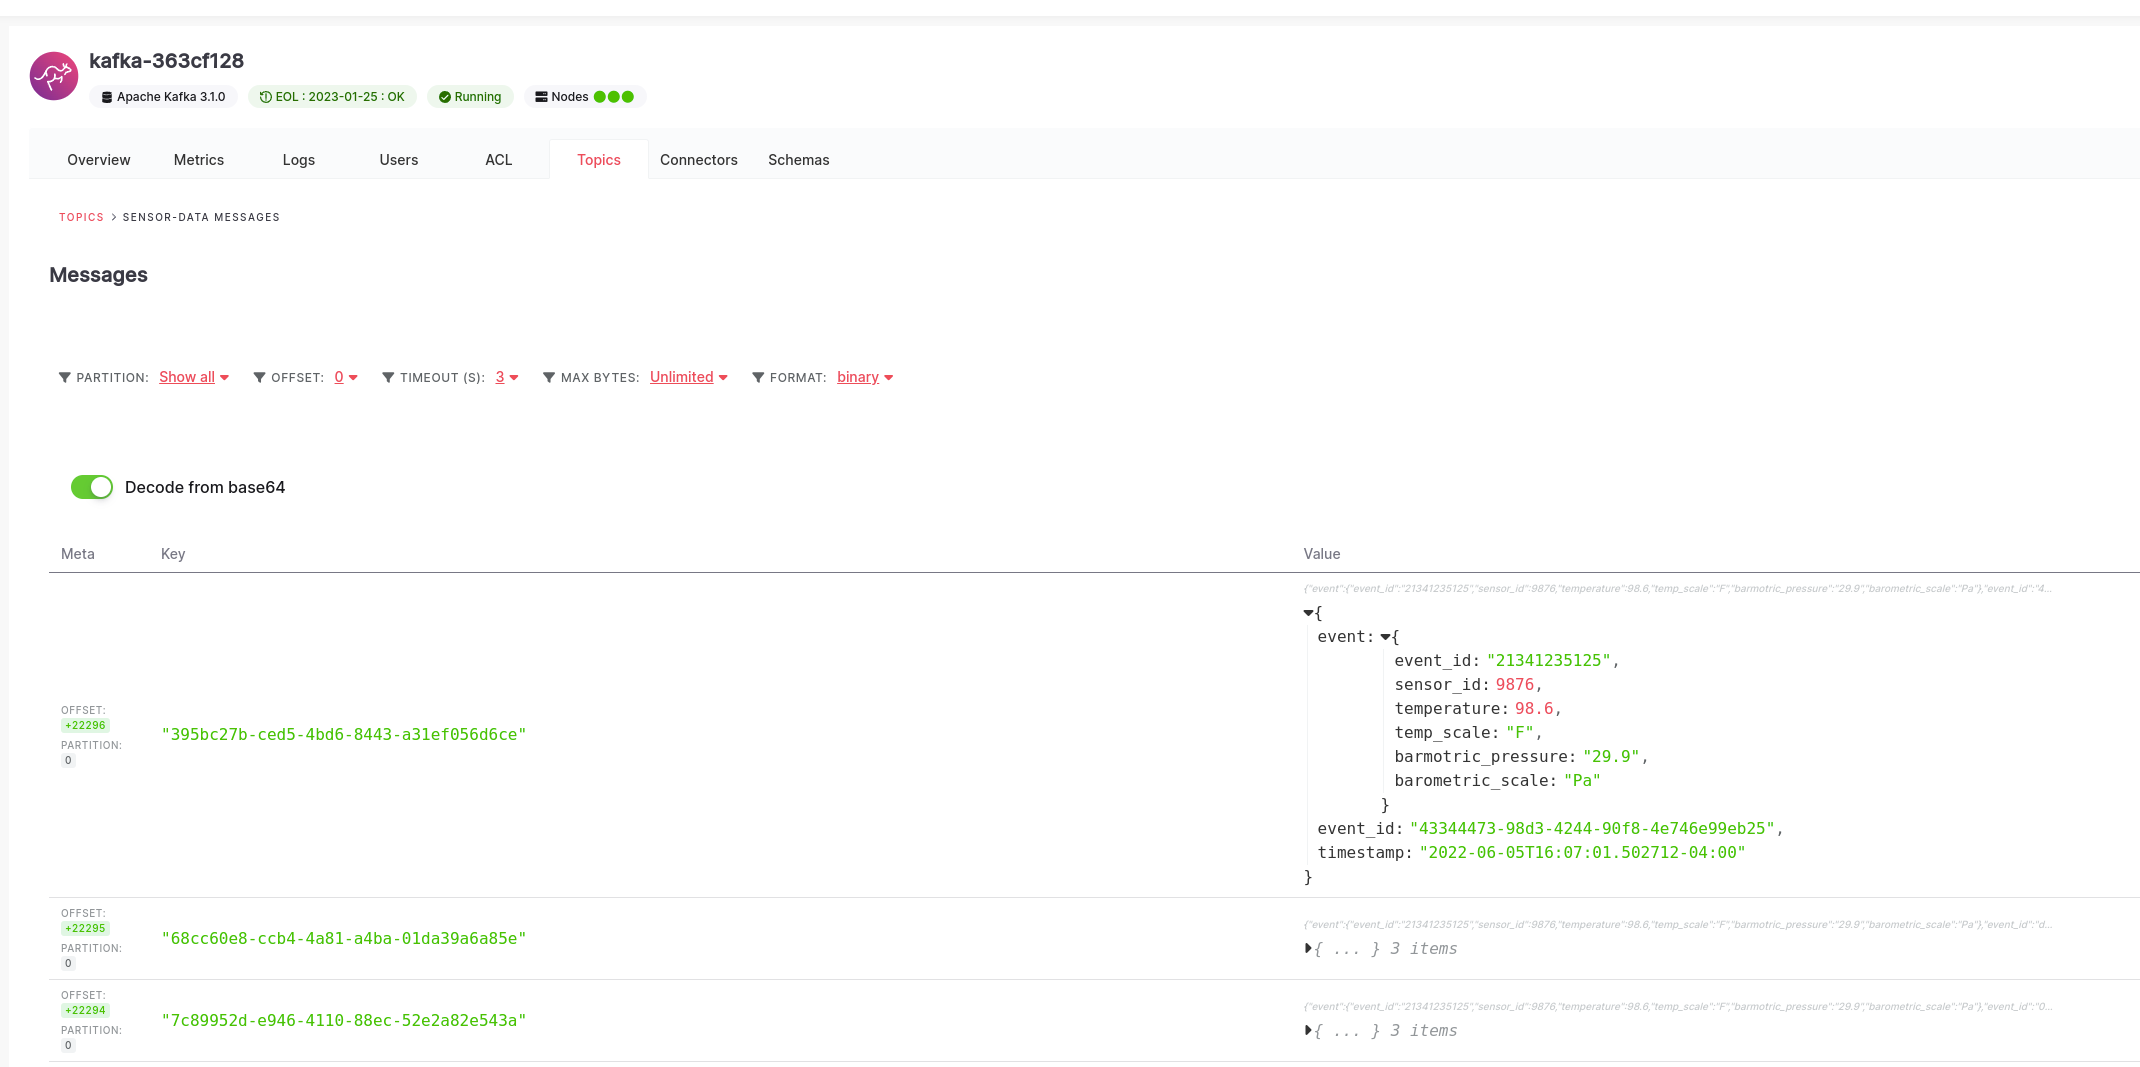 kafka-363cf128
Apache Kafka 3.1.0 EOL : 2023-01-25 : OK Running Nodes
Overview Metrics Logs Users ACL Topics Connectors Schemas
TOPICS > SENSOR-DATA MESSAGES
Messages
PARTITION: Show all OFFSET: 0 TIMEOUT (S): 3 MAX BYTES: Unlimited FORMAT: binary
Decode from base64
Meta Key Value
{"event":{"event_id":"21341235125","sensor_id":9876,"temperature":98.6,"temp_scale":"F","barmotric_pressure":"29.9","barometric_scale":"Pa"},"event_id":"4...
{
event: {
event_id: "21341235125",
sensor_id: 9876,
temperature: 98.6,
temp_scale: "F",
barmotric_pressure: "29.9",
barometric_scale: "Pa"
}
event_id: "43344473-98d3-4244-90f8-4e746e99eb25",
timestamp: "2022-06-05T16:07:01.502712-04:00"
}
OFFSET:
+22296
PARTITION:
0
"395bc27b-ced5-4bd6-8443-a31ef056d6ce"
OFFSET:
+22295
PARTITION:
0
"68cc60e8-ccb4-4a81-a4ba-01da39a6a85e"
{"event":{"event_id":"21341235125","sensor_id":9876,"temperature":98.6,"temp_scale":"F","barmotric_pressure":"29.9","barometric_scale":"Pa"},"event_id":"d...
{ ... } 3 items
OFFSET:
+22294
PARTITION:
0
"7c89952d-e946-4110-88ec-52e2a82e543a"
{"event":{"event_id":"21341235125","sensor_id":9876,"temperature":98.6,"temp_scale":"F","barmotric_pressure":"29.9","barometric_scale":"Pa"},"event_id":"0...
{ ... } 3 items